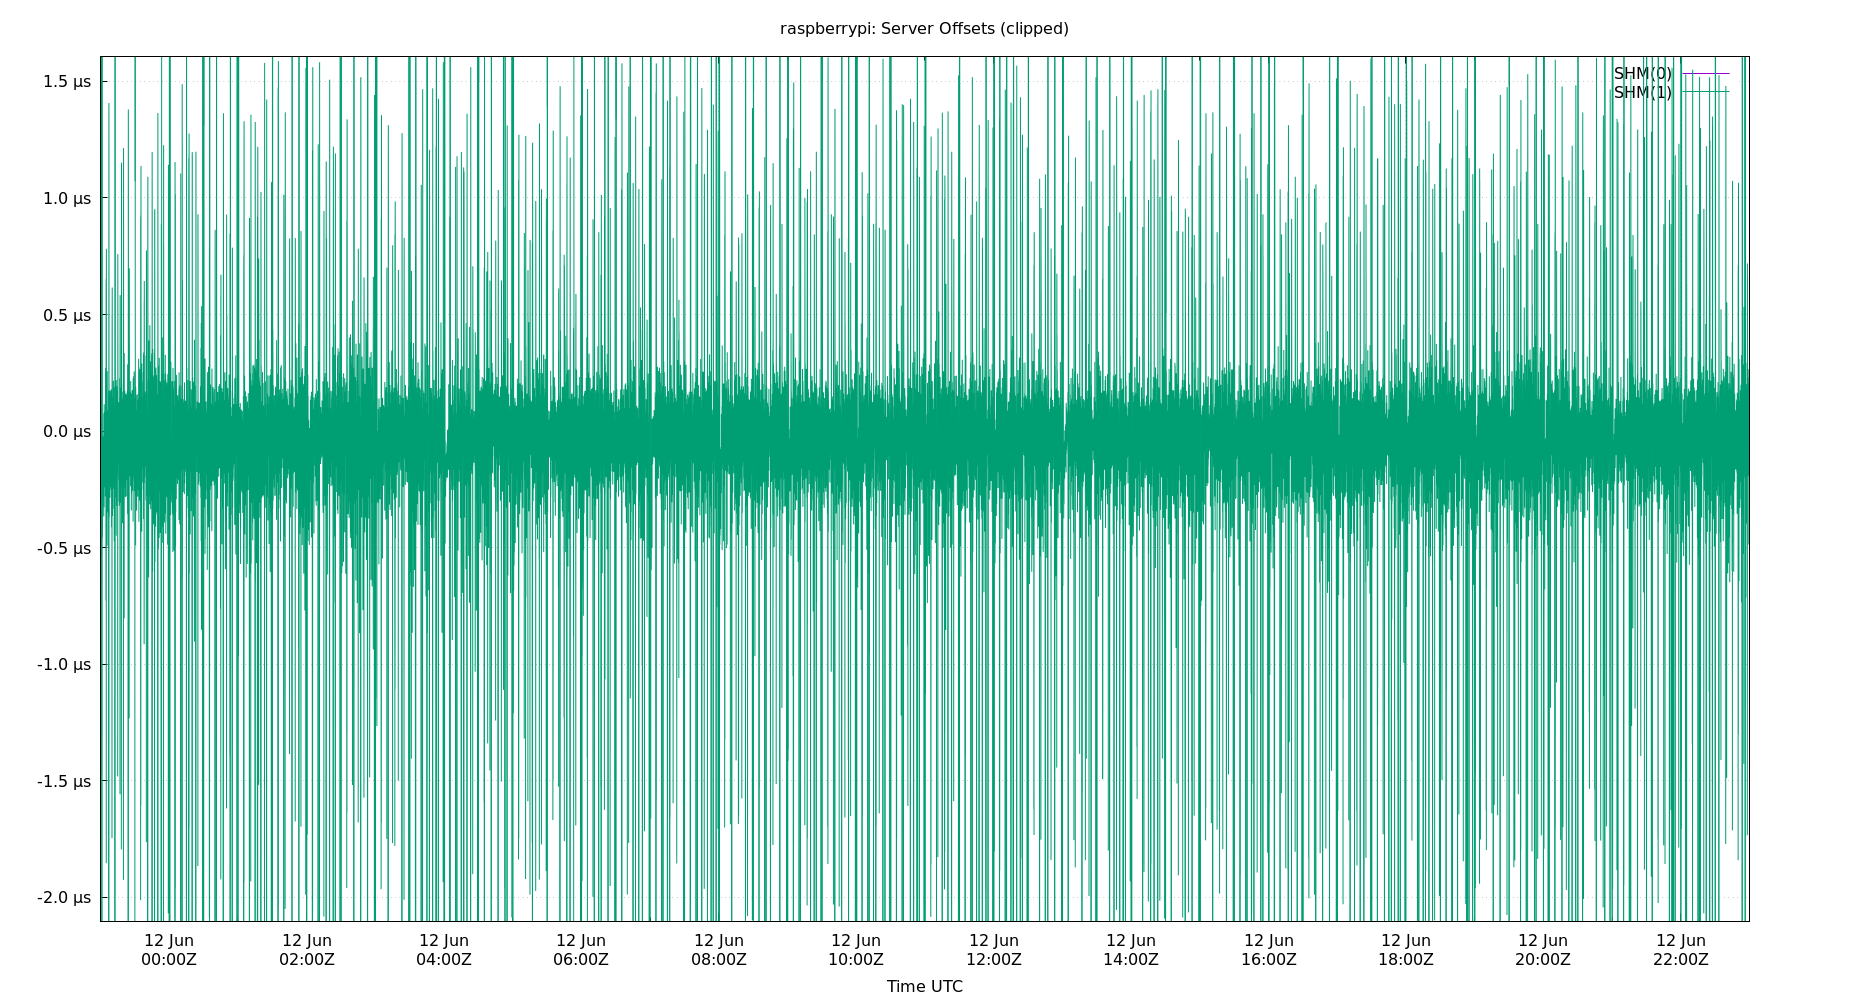 raspberrypi: Server Offsets (clipped)
SHM(0)
SHM(1)
1.5 µs
1.0 µs
0.5 µs
0.0 µs
-0.5 µs
-1.0 µs
-1.5 µs
-2.0 µs
12 Jun 12 Jun 12 Jun 12 Jun 12 Jun 12 Jun 12 Jun 12 Jun 12 Jun 12 Jun 12 Jun 12 Jun
00:00Z 02:00Z 04:00Z 06:00Z 08:00Z 10:00Z 12:00Z 14:00Z 16:00Z 18:00Z 20:00Z 22:00Z
Time UTC